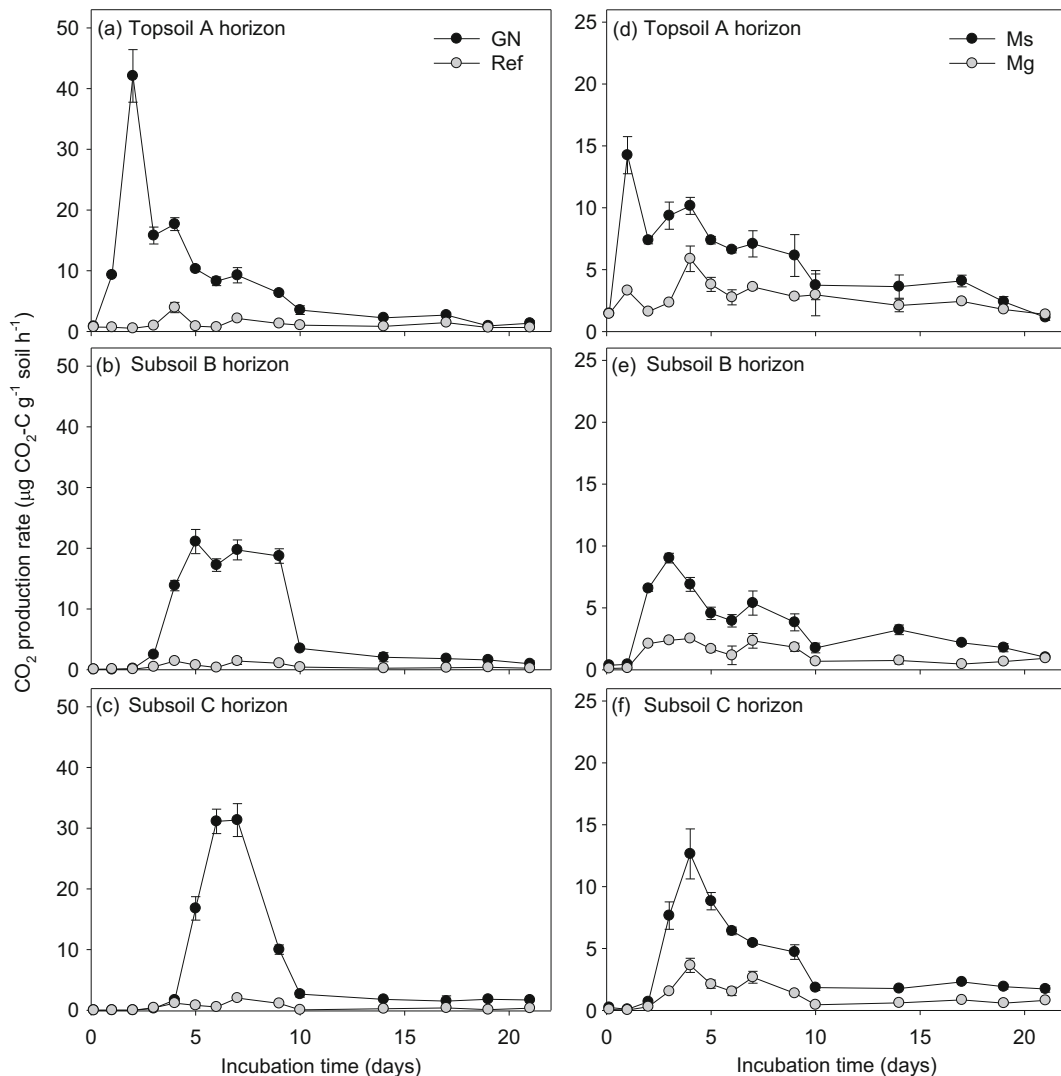 CO₂ production rate (µg CO₂-C g⁻¹ soil h⁻¹)
(a) Topsoil A horizon
GN
Ref
50
40
30
20
10
0
(d) Topsoil A horizon
Ms
Mg
25
20
15
10
5
0
(b) Subsoil B horizon
50
40
30
20
10
0
(e) Subsoil B horizon
25
20
15
10
5
0
(c) Subsoil C horizon
50
40
30
20
10
0
0 5 10 15 20
Incubation time (days)
(f) Subsoil C horizon
25
20
15
10
5
0
0 5 10 15 20
Incubation time (days)